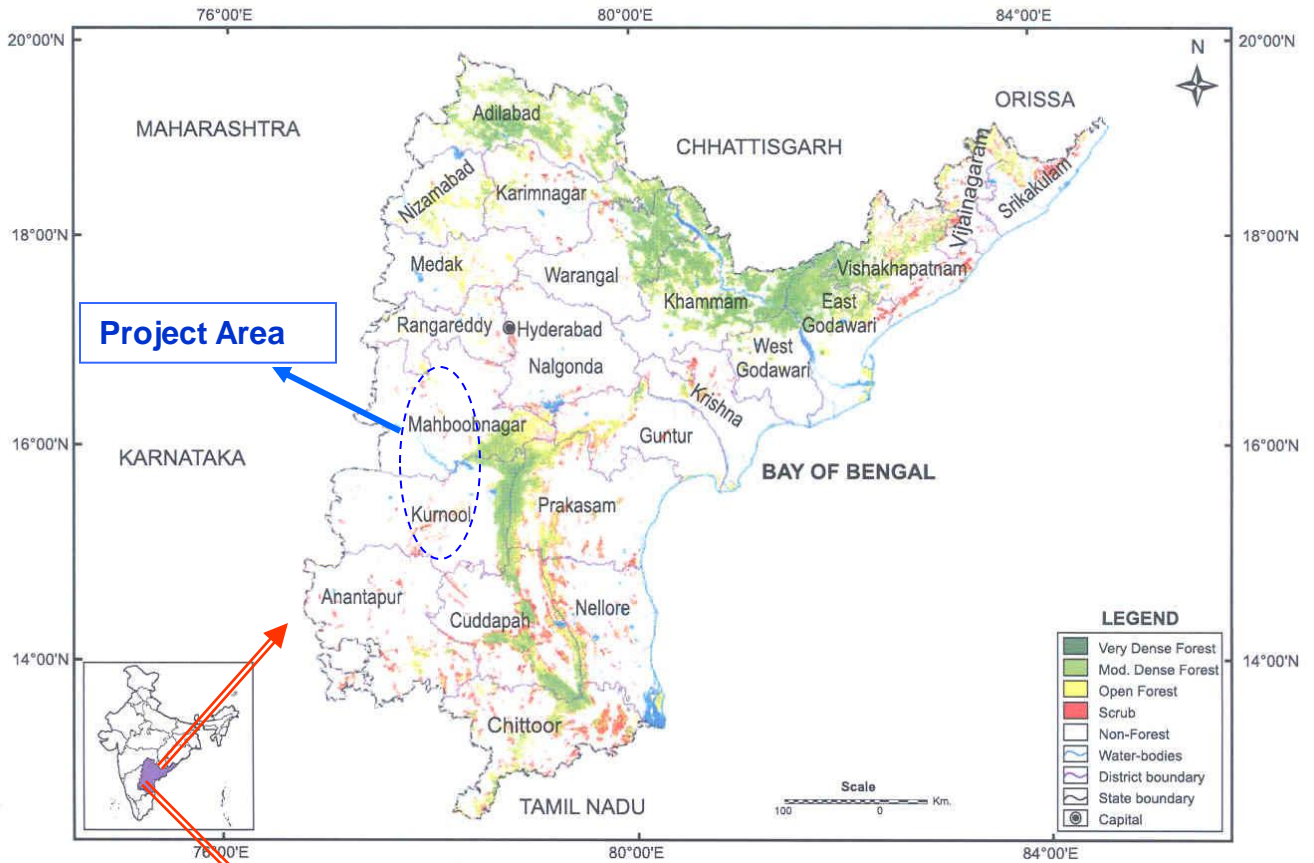 76°00'E
80°00'E
84°00'E
20°00'N
20°00'N
N
ORISSA
MAHARASHTRA
Adilabad
CHHATTISGARH
Vijainagaram
Srikakulam
Nizamabad
Karimnagar
18°00'N
18°00'N
Medak
Warangal
Vishakhapatnam
Khammam
East
Godawari
Project Area
Rangareddy
Hyderabad
West
Godawari
Nalgonda
Krishna
Mahboobnagar
Guntur
16°00'N
16°00'N
KARNATAKA
BAY OF BENGAL
Kurnool
Prakasam
Anantapur
Cuddapah
Nellore
14°00'N
14°00'N
Chittoor
TAMIL NADU
LEGEND
Very Dense Forest
Mod. Dense Forest
Open Forest
Scrub
Non-Forest
Water-bodies
District boundary
State boundary
Capital
Scale
100 0 Km.
76°00'E
80°00'E
84°00'E